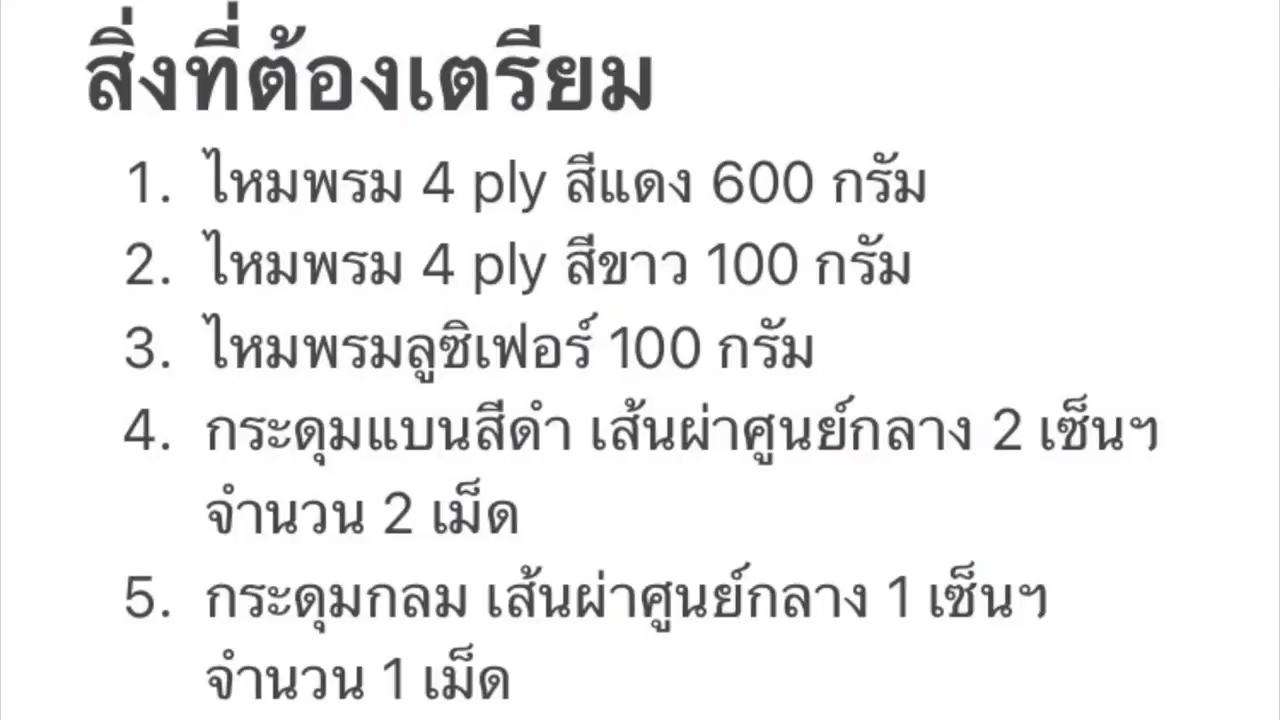 สิ่งที่ต้องเตรียม
1. ไหมพรม 4 ply สีแดง 600 กรัม
2. ไหมพรม 4 ply สีขาว 100 กรัม
3. ไหมพรมลูซิเฟอร์ 100 กรัม
4. กระดุมแบนสีดำ เส้นผ่าศูนย์กลาง 2 เซ็นฯ
จำนวน 2 เม็ด
5. กระดุมกลม เส้นผ่าศูนย์กลาง 1 เซ็นฯ
จำนวน 1 เม็ด